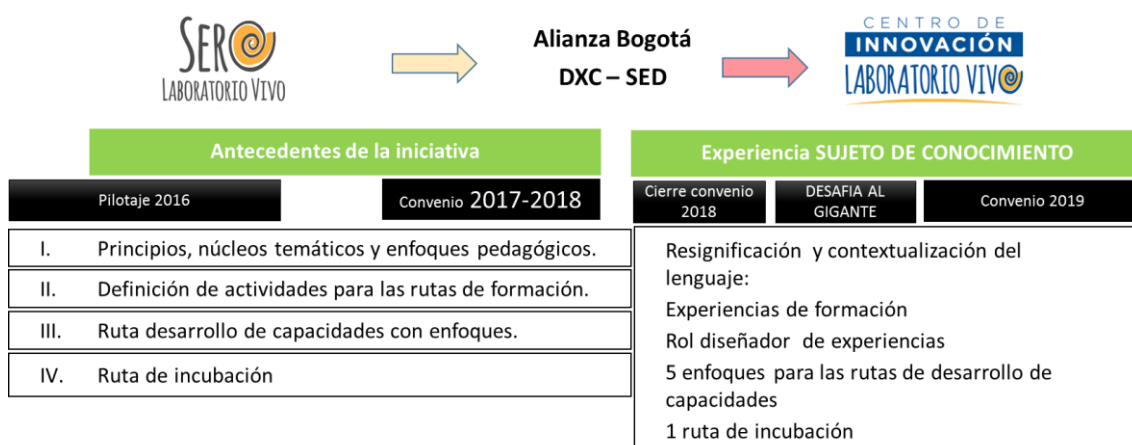 SER
LABORATORIO VIVO
Alianza Bogotá
DXC – SED
CENTRO DE
INNOVACIÓN
LABORATORIO VIVO
Antecedentes de la iniciativa
Pilotaje 2016
Convenio 2017-2018
I. Principios, núcleos temáticos y enfoques pedagógicos.
II. Definición de actividades para las rutas de formación.
III. Ruta desarrollo de capacidades con enfoques.
IV. Ruta de incubación
Experiencia SUJETO DE CONOCIMIENTO
Cierre convenio
2018
DESAFIA AL
GIGANTE
Convenio 2019
Resignificación y contextualización del
lenguaje:
Experiencias de formación
Rol diseñador de experiencias
5 enfoques para las rutas de desarrollo de
capacidades
1 ruta de incubación